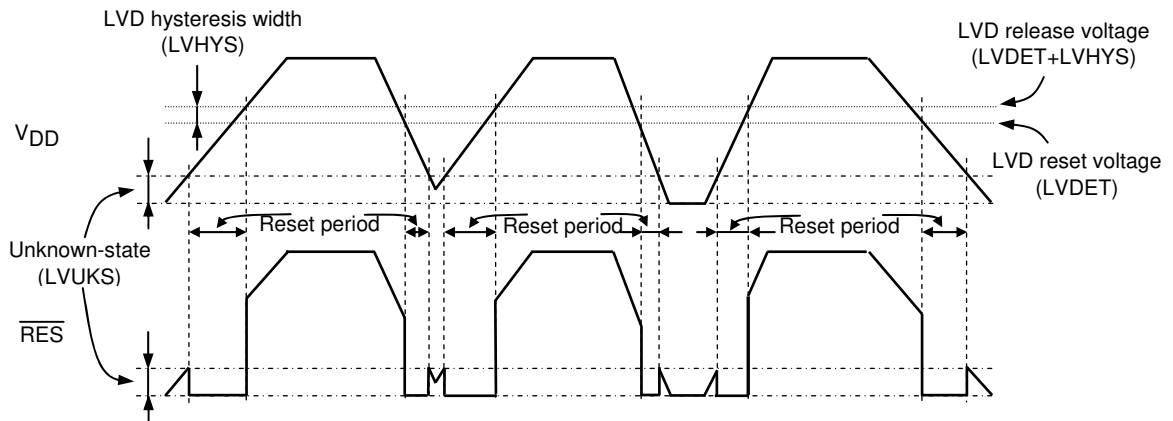 LVD hysteresis width
(LVHYS)
LVD release voltage
(LVDET+LVHYS)
VDD
LVD reset voltage
(LVDET)
Reset period
Reset period
Reset period
Unknown-state
(LVUKS)
RES